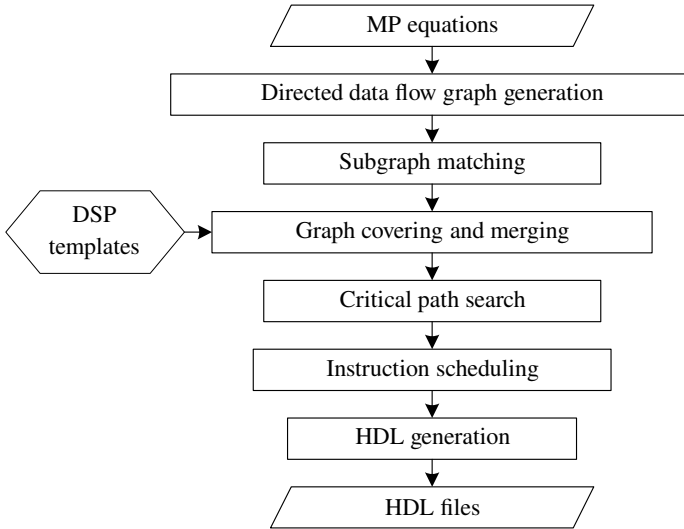 MP equations
Directed data flow graph generation
Subgraph matching
DSP
templates
Graph covering and merging
Critical path search
Instruction scheduling
HDL generation
HDL files